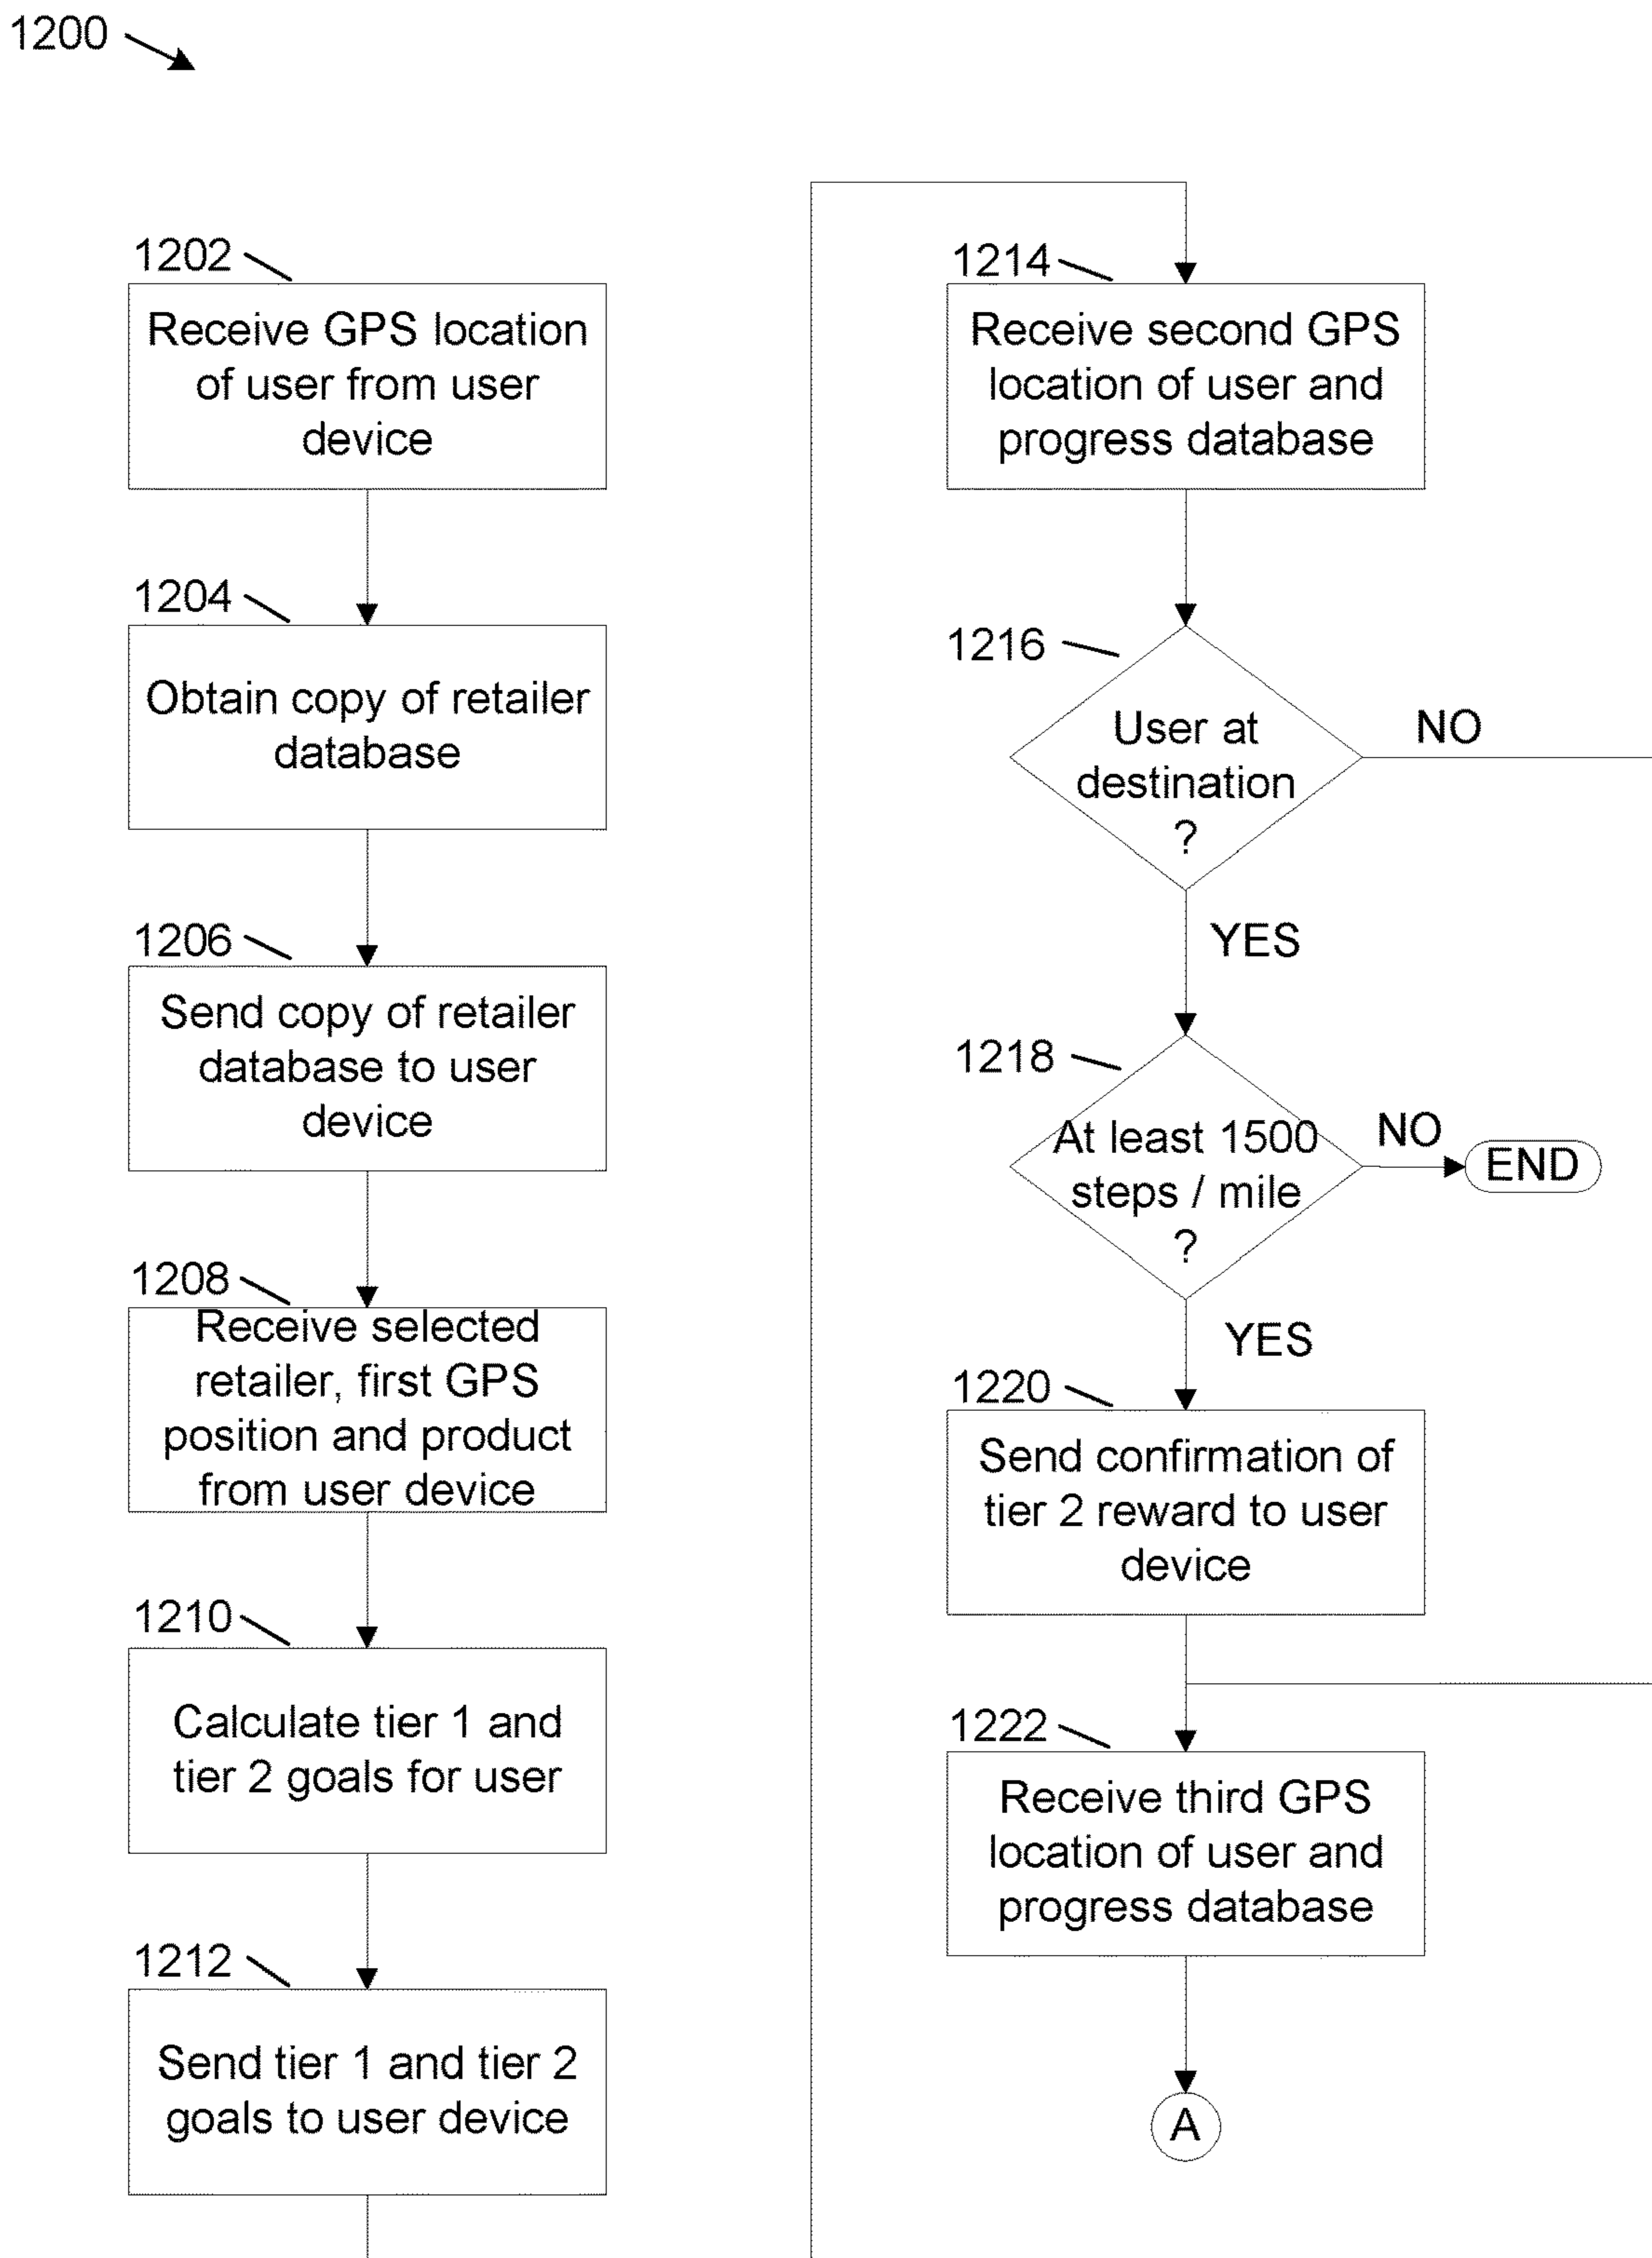 1200
1202
Receive GPS location
of user from user
device
1204
Obtain copy of retailer
database
1206
Send copy of retailer
database to user
device
1208
Receive selected
retailer, first GPS
position and product
from user device
1210
Calculate tier 1 and
tier 2 goals for user
1212
Send tier 1 and tier 2
goals to user device
1214
Receive second GPS
location of user and
progress database
1216
User at
destination
?
NO
YES
1218
At least 1500
steps / mile
?
NO
END
YES
1220
Send confirmation of
tier 2 reward to user
device
1222
Receive third GPS
location of user and
progress database
A